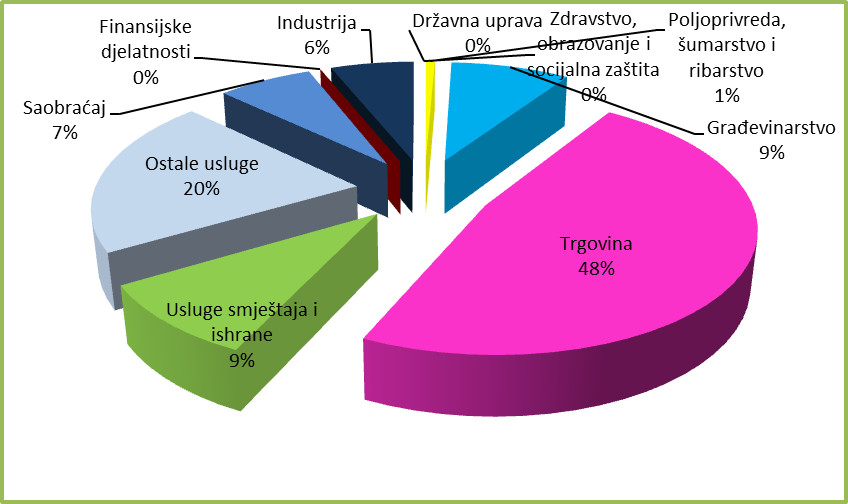 Finansijske
djelatnosti
0%
Industrija
6%
Državna uprava
0%
Zdravstvo,
obrazovanje i
socijalna zaštita
0%
Poljoprivreda,
šumarstvo i
ribarstvo
1%
Saobraćaj
7%
Građevinarstvo
9%
Ostale usluge
20%
Trgovina
48%
Usluge smještaja i
ishrane
9%